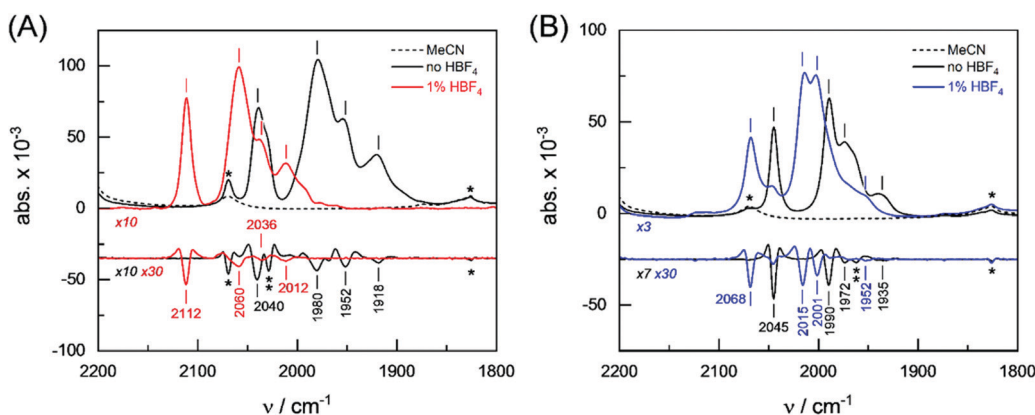 (A)
100
50
0
-50
-100
abs. x 10-3
2200
2100
2000
1900
1800
ν / cm-1
MeCN
no HBF4
1% HBF4
*
*
x10
x10 x30
2036
*
*
*
*
2112
2060
2040
2012
1980
1952
1918
(B)
100
50
0
-50
abs. x 10-3
2200
2100
2000
1900
1800
ν / cm-1
MeCN
no HBF4
1% HBF4
*
*
x3
x7 x30
*
*
*
2068
2045
2015
2001
1990
1972
1952
1935